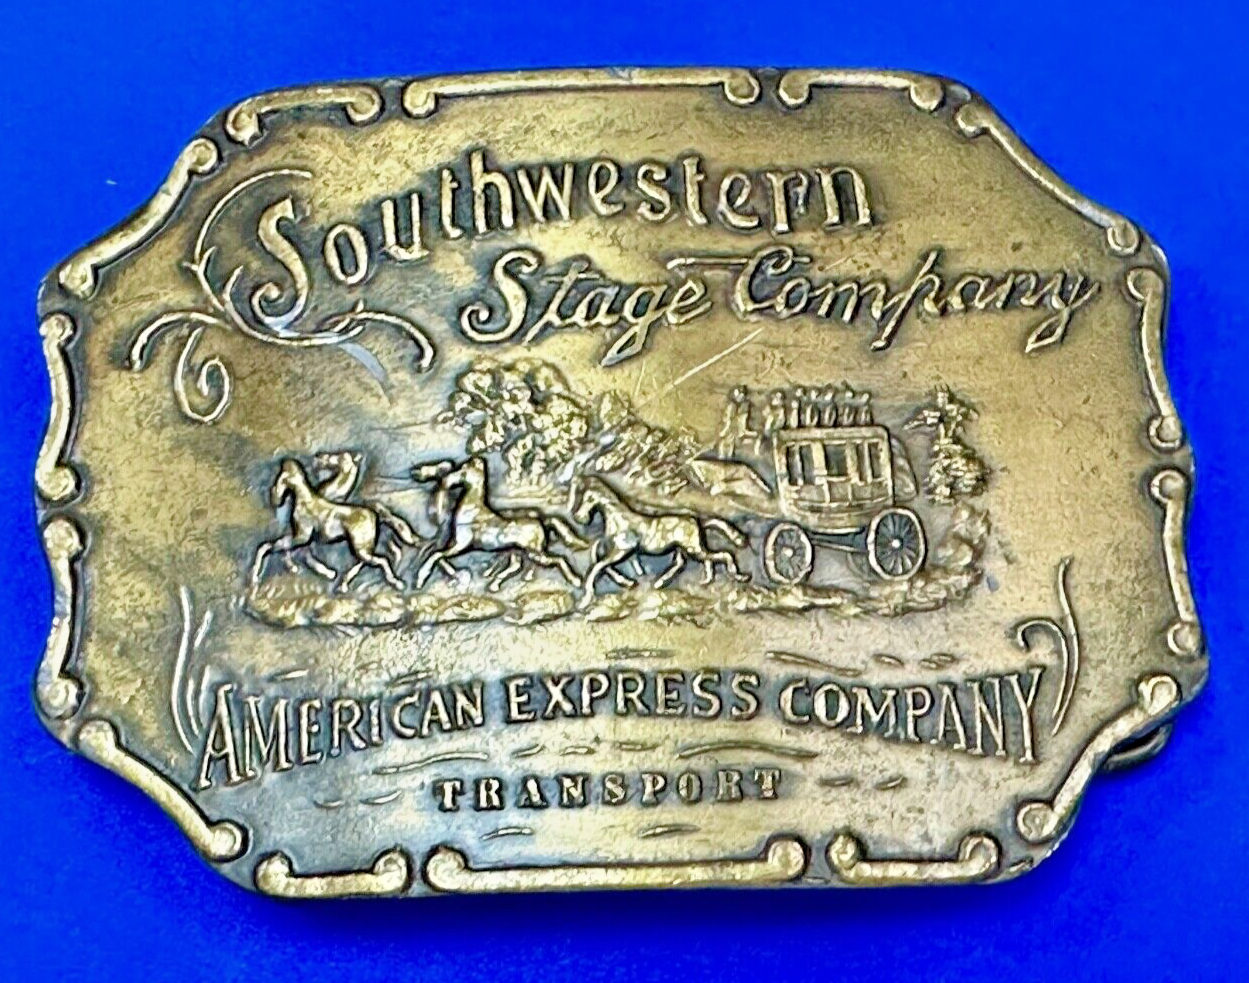 Southwestern
Stage Company
AMERICAN EXPRESS COMPANY
TRANSPORT